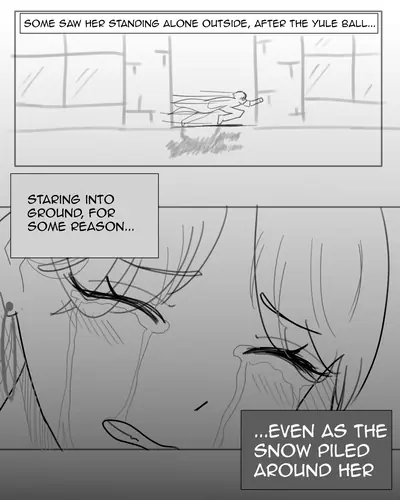 SOME SAW HER STANDING ALONE OUTSIDE, AFTER THE YULE BALL...
STARING INTO
GROUND, FOR
SOME REASON...
...EVEN AS THE
SNOW PILED
AROUND HER